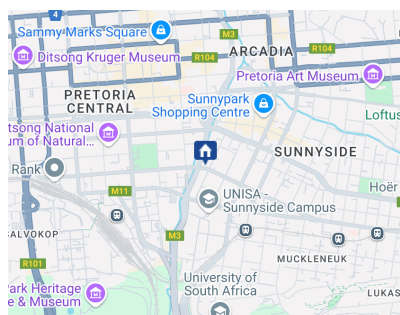 4
Sammy Marks Square
R104
ARCADIA
R104
Ditsong Kruger Museum
Pretoria Art Museum
PRETORIA
CENTRAL
Sunnypark
Shopping Centre
Loftus
tsong National
um of Natural...
SUNNYSIDE
Rank
M11
Hoër
UNISA -
Sunnyside Campus
M3
SALVOKOP
MUCKLENEUK
R101
University of
South Africa
Park Heritage
e & Museum
LUKAS